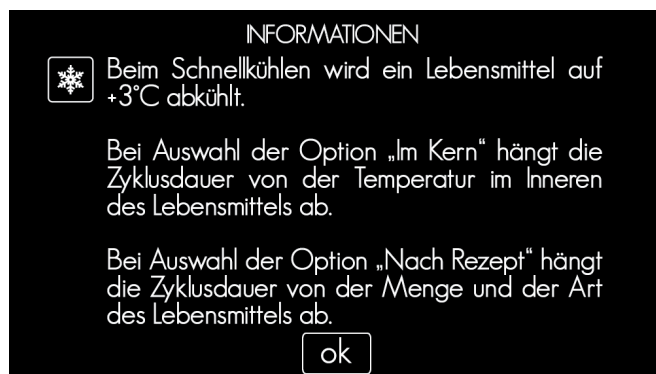 INFORMATIONEN
Beim Schnellkühlen wird ein Lebensmittel auf
+3°C abkühlt.
Bei Auswahl der Option „Im Kern“ hängt die
Zyklusdauer von der Temperatur im Inneren
des Lebensmittels ab.
Bei Auswahl der Option „Nach Rezept“ hängt
die Zyklusdauer von der Menge und der Art
des Lebensmittels ab.
ok